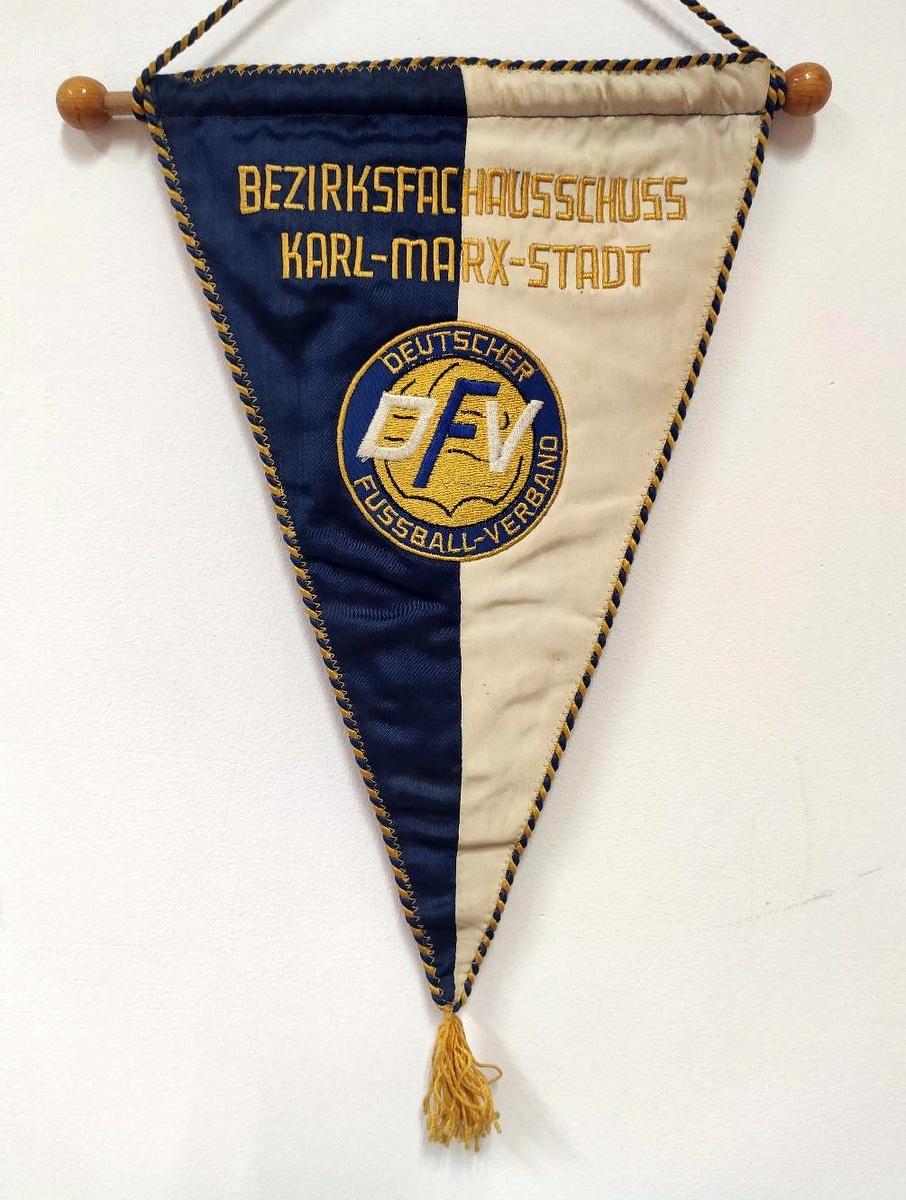 BEZIRKSFACHAUSSCHUSS
KARL-MARX-STADT
DEUTSCHER
DFV
FUSSBALL-VERBAND